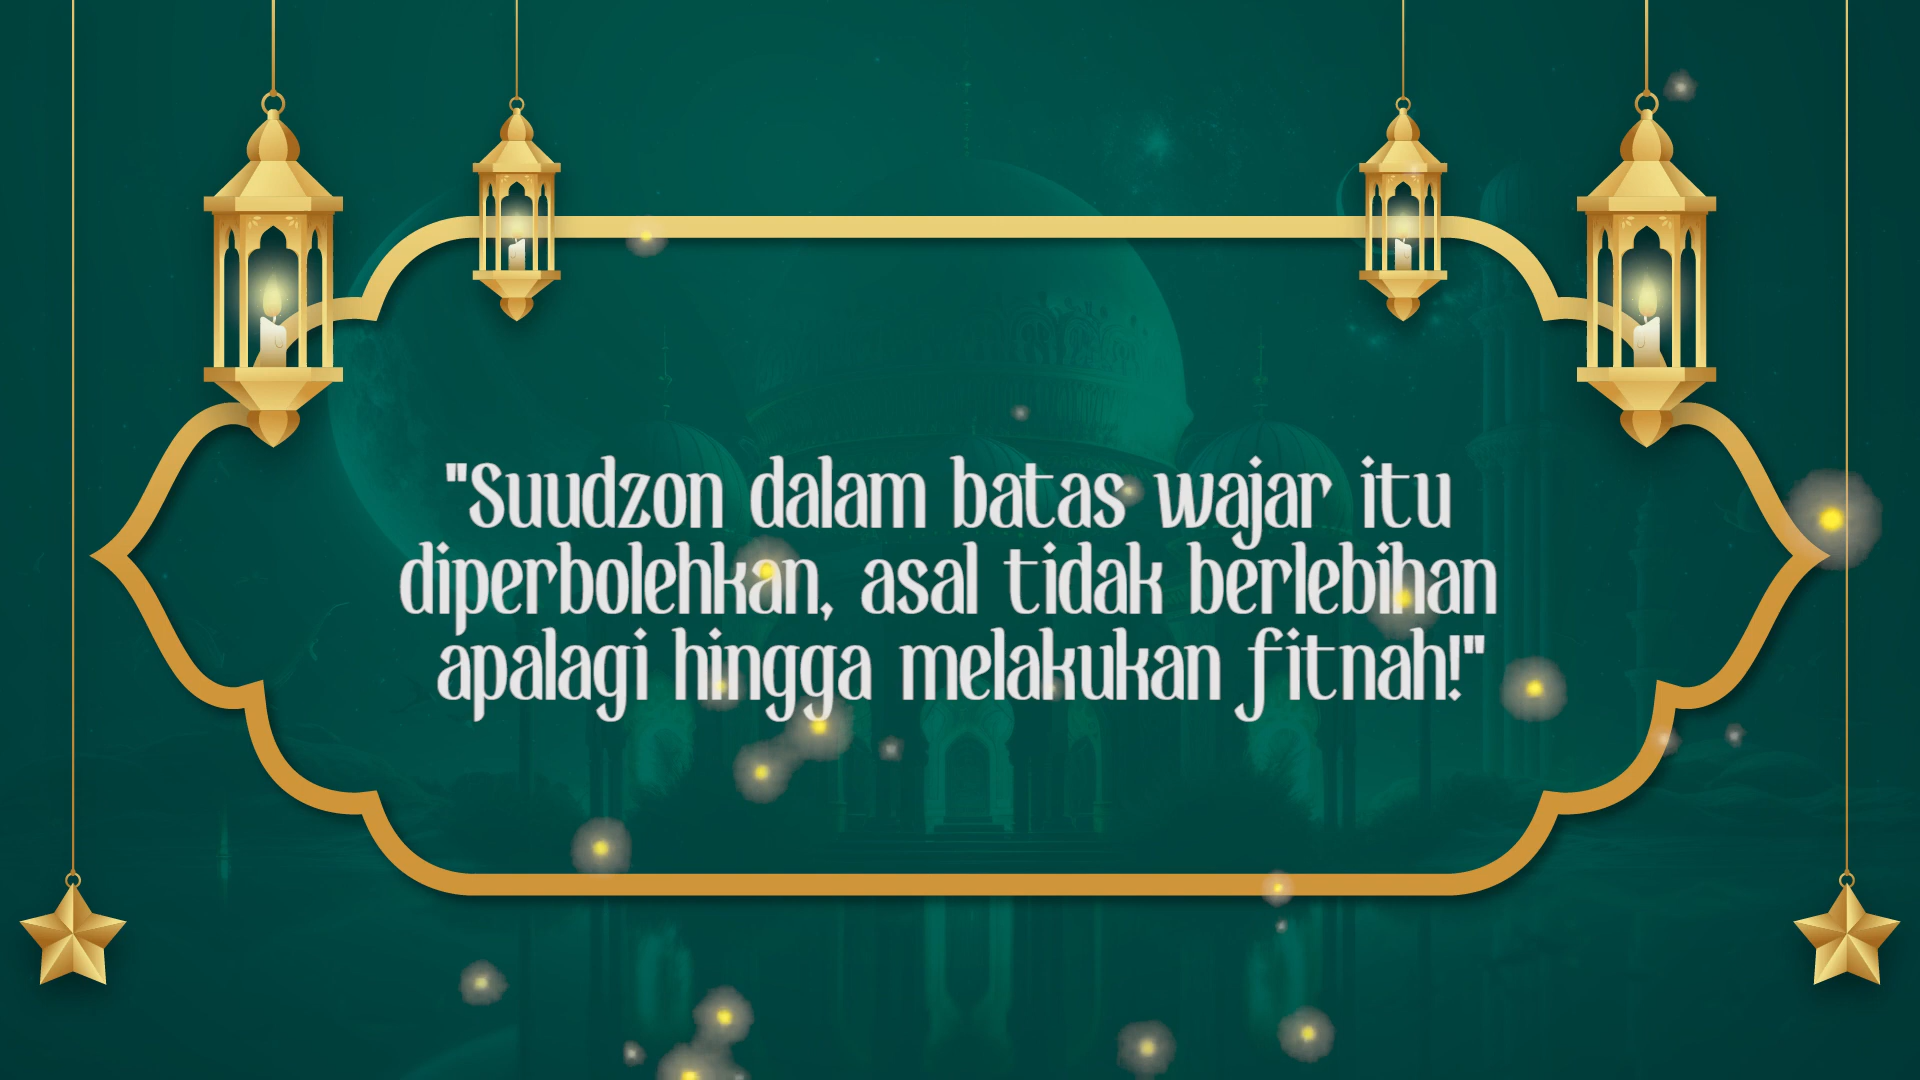 "Suudzon dalam batas wajar itu
diperbolehkan, asal tidak berlebihan
apalagi hingga melakukan fitnah!"